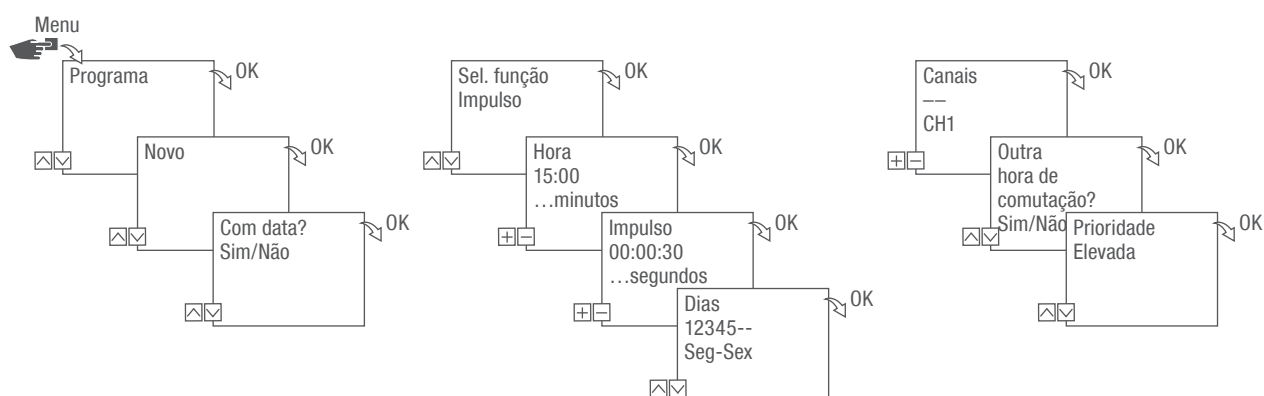 Menu
Programa
OK
Novo
OK
Com data?
Sim/Não
OK
Sel. função
Impulso
OK
Hora
15:00
…minutos
OK
Impulso
00:00:30
…segundos
OK
Dias
12345--
Seg-Sex
OK
Canais
––
CH1
OK
Outra
hora de
comutação?
Sim/Não
OK
Prioridade
Elevada
OK